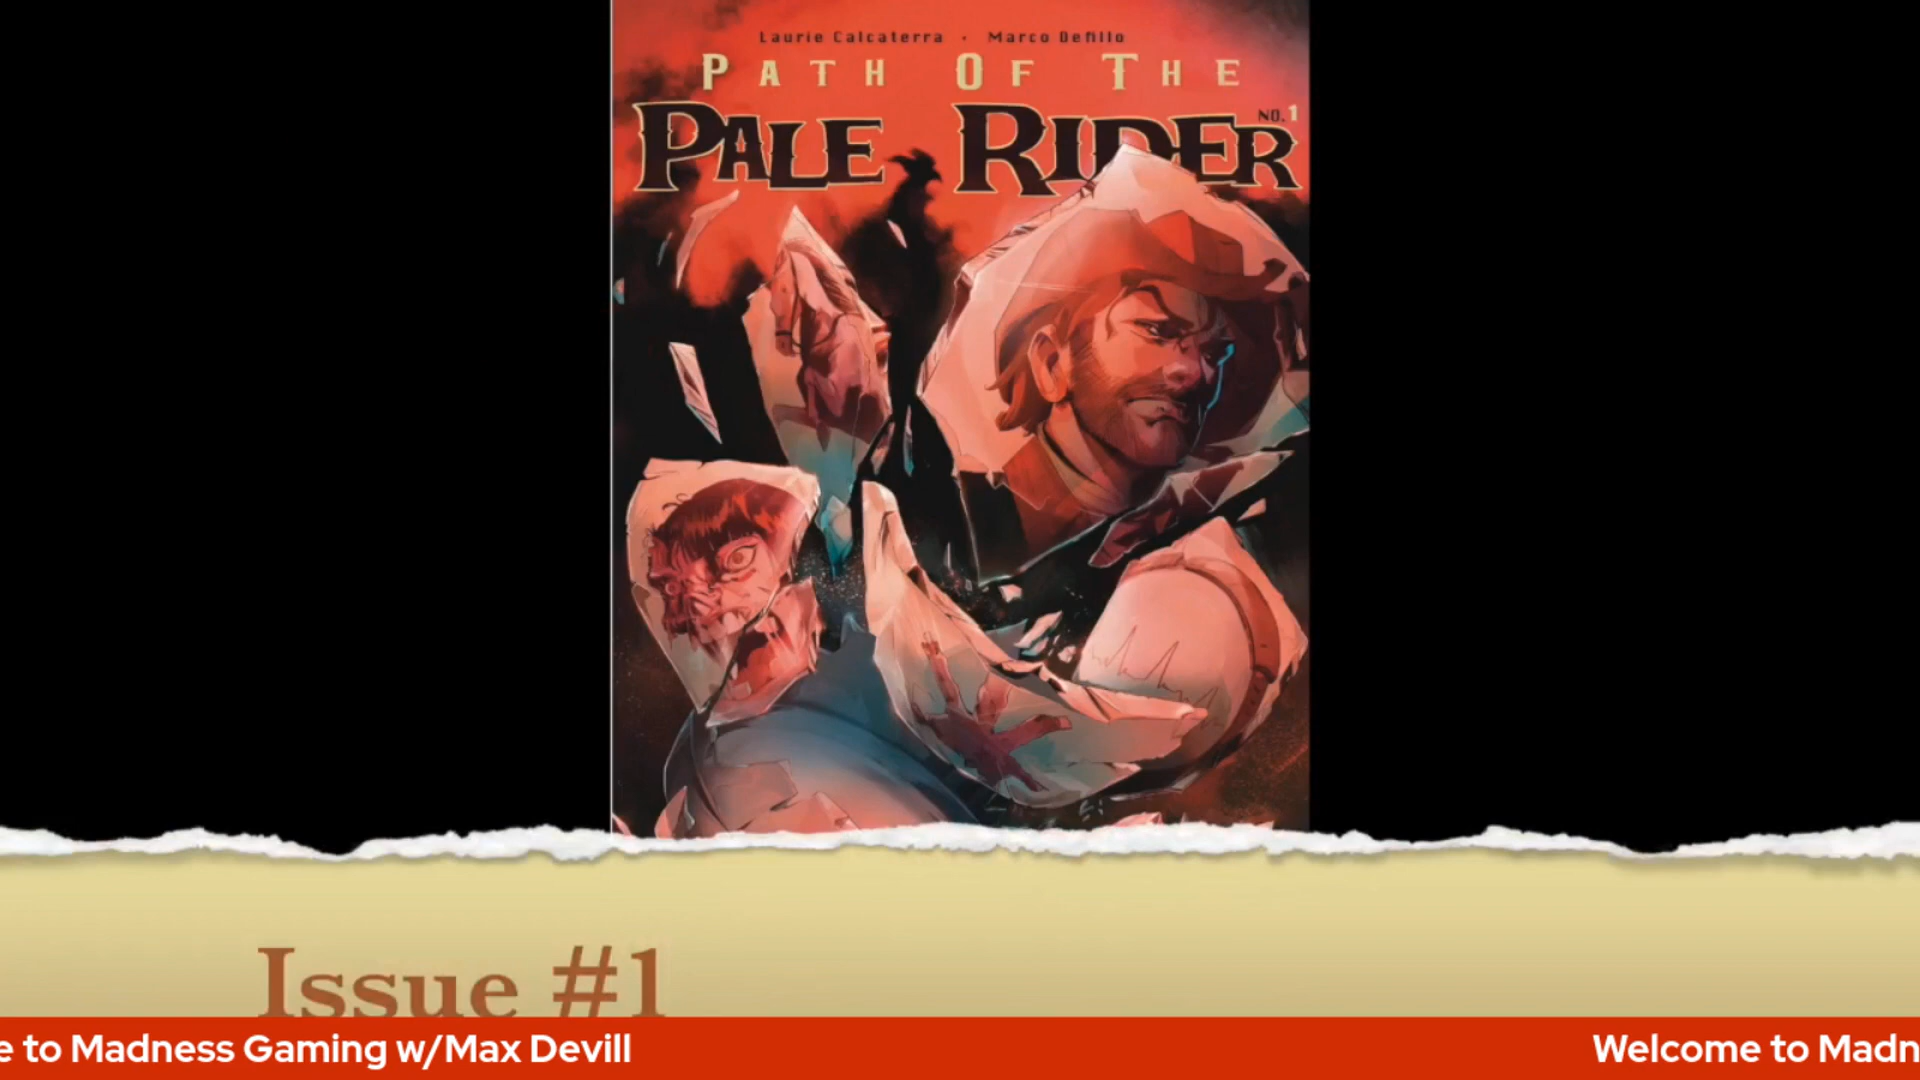 Laurie Calcaterra · Marco Defillo
PATH OF THE
PALE RIDER
NO. 1
Issue #1
e to Madness Gaming w/Max Devill
Welcome to Madn